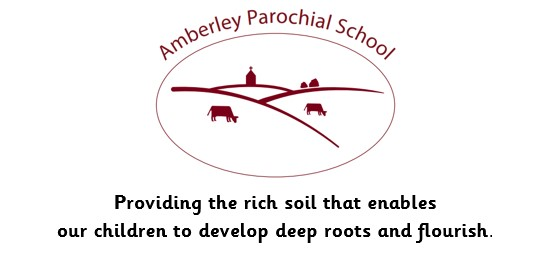 Amberley Parochial School
Providing the rich soil that enables
our children to develop deep roots and flourish.